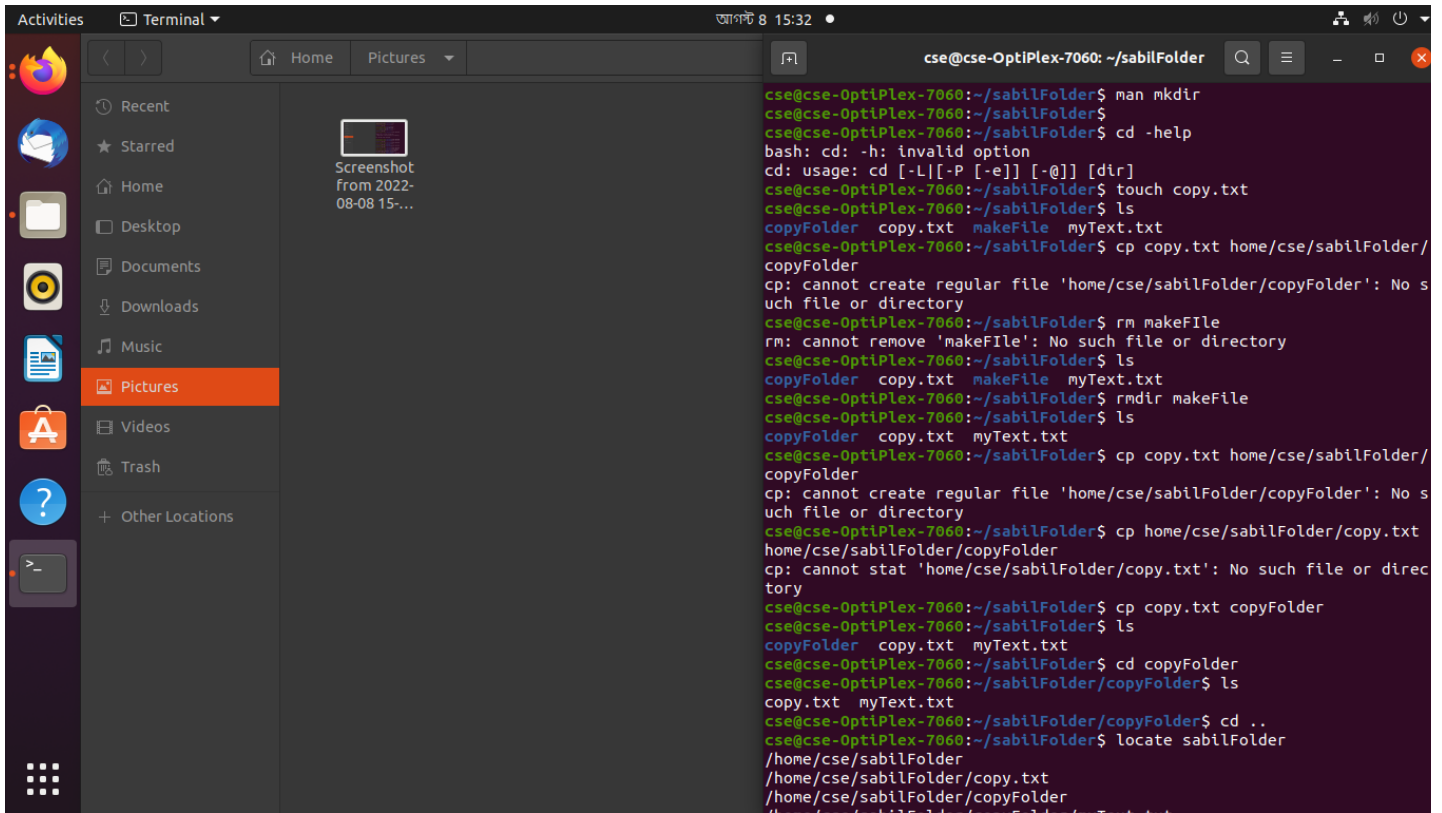 Activities Terminal আগস্ট 8 15:32
Home Pictures
cse@cse-OptiPlex-7060: ~/sabilFolder
Recent
Starred
Home
Desktop
Documents
Downloads
Music
Pictures
Videos
Trash
+ Other Locations
Screenshot
from 2022-
08-08 15-…
cse@cse-OptiPlex-7060:~/sabilFolder$ man mkdir
cse@cse-OptiPlex-7060:~/sabilFolder$
cse@cse-OptiPlex-7060:~/sabilFolder$ cd -help
bash: cd: -h: invalid option
cd: usage: cd [-L|[-P [-e]] [-@]] [dir]
cse@cse-OptiPlex-7060:~/sabilFolder$ touch copy.txt
cse@cse-OptiPlex-7060:~/sabilFolder$ ls
copyFolder copy.txt makeFile myText.txt
cse@cse-OptiPlex-7060:~/sabilFolder$ cp copy.txt home/cse/sabilFolder/
copyFolder
cp: cannot create regular file 'home/cse/sabilFolder/copyFolder': No s
uch file or directory
cse@cse-OptiPlex-7060:~/sabilFolder$ rm makeFIle
rm: cannot remove 'makeFIle': No such file or directory
cse@cse-OptiPlex-7060:~/sabilFolder$ ls
copyFolder copy.txt makeFile myText.txt
cse@cse-OptiPlex-7060:~/sabilFolder$ rmdir makeFile
cse@cse-OptiPlex-7060:~/sabilFolder$ ls
copyFolder copy.txt myText.txt
cse@cse-OptiPlex-7060:~/sabilFolder$ cp copy.txt home/cse/sabilFolder/
copyFolder
cp: cannot create regular file 'home/cse/sabilFolder/copyFolder': No s
uch file or directory
cse@cse-OptiPlex-7060:~/sabilFolder$ cp home/cse/sabilFolder/copy.txt
home/cse/sabilFolder/copyFolder
cp: cannot stat 'home/cse/sabilFolder/copy.txt': No such file or direc
tory
cse@cse-OptiPlex-7060:~/sabilFolder$ cp copy.txt copyFolder
cse@cse-OptiPlex-7060:~/sabilFolder$ ls
copyFolder copy.txt myText.txt
cse@cse-OptiPlex-7060:~/sabilFolder$ cd copyFolder
cse@cse-OptiPlex-7060:~/sabilFolder/copyFolder$ ls
copy.txt myText.txt
cse@cse-OptiPlex-7060:~/sabilFolder/copyFolder$ cd ..
cse@cse-OptiPlex-7060:~/sabilFolder$ locate sabilFolder
/home/cse/sabilFolder
/home/cse/sabilFolder/copy.txt
/home/cse/sabilFolder/copyFolder